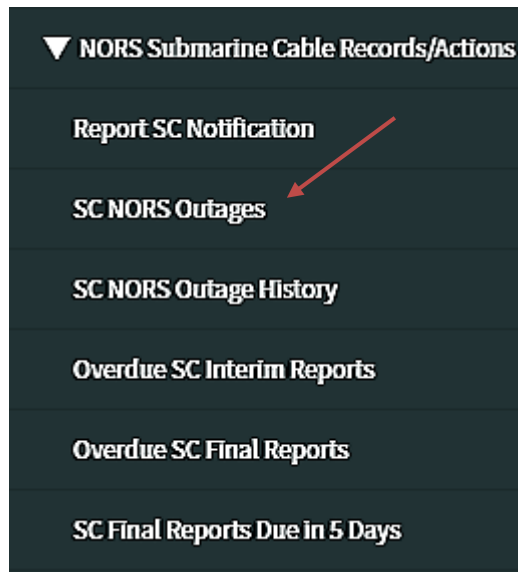 NORS Submarine Cable Records/Actions
Report SC Notification
SC NORS Outages
SC NORS Outage History
Overdue SC Interim Reports
Overdue SC Final Reports
SC Final Reports Due in 5 Days